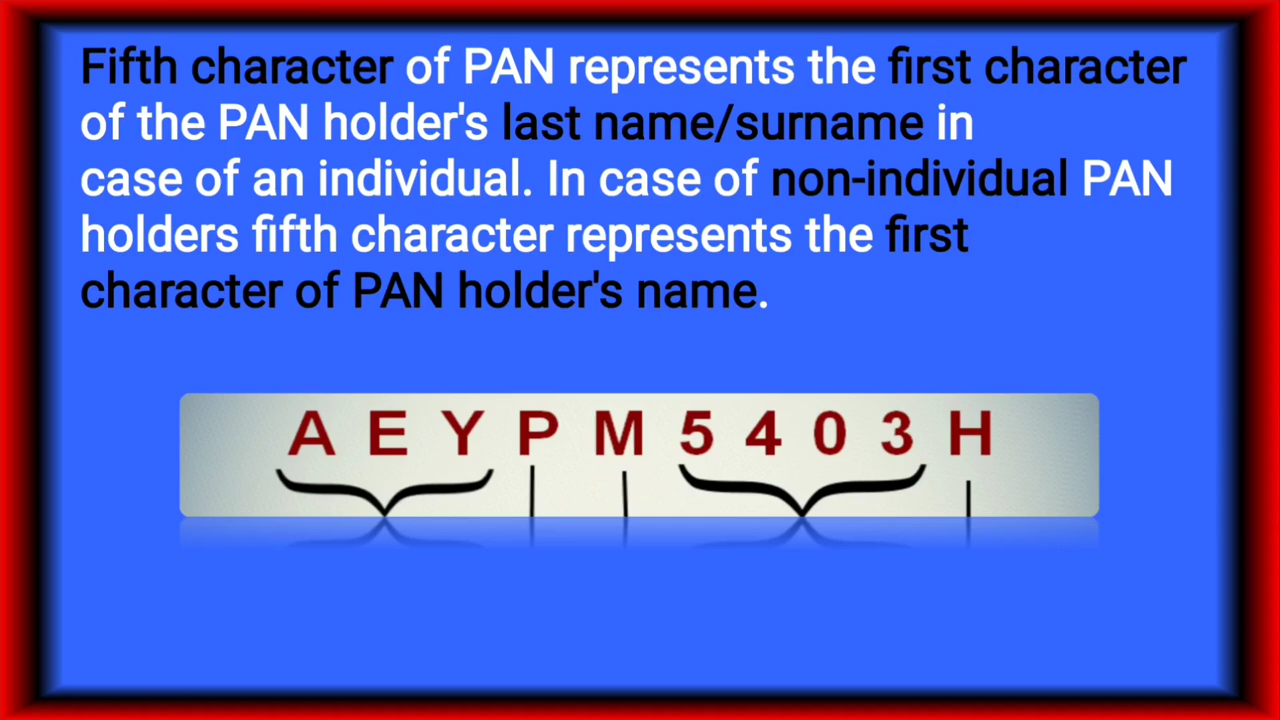 Fifth character of PAN represents the first character
of the PAN holder's last name/surname in
case of an individual. In case of non-individual PAN
holders fifth character represents the first
character of PAN holder's name.
A E Y P M 5 4 0 3 H